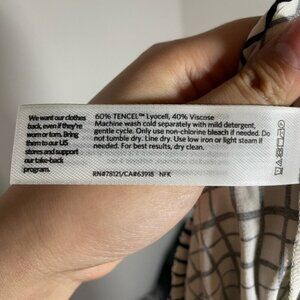 We want our clothes
back, even if they're
worn or torn. Bring
them to our US
stores and support
our take-back
program.
60% TENCEL™ Lyocell, 40% Viscose
Machine wash cold separately with mild detergent,
gentle cycle. Only use non-chlorine bleach if needed. Do
not tumble dry. Line dry. Use low iron or light steam if
needed. For best results, dry clean.
RN#78121/CA#63918 NFK